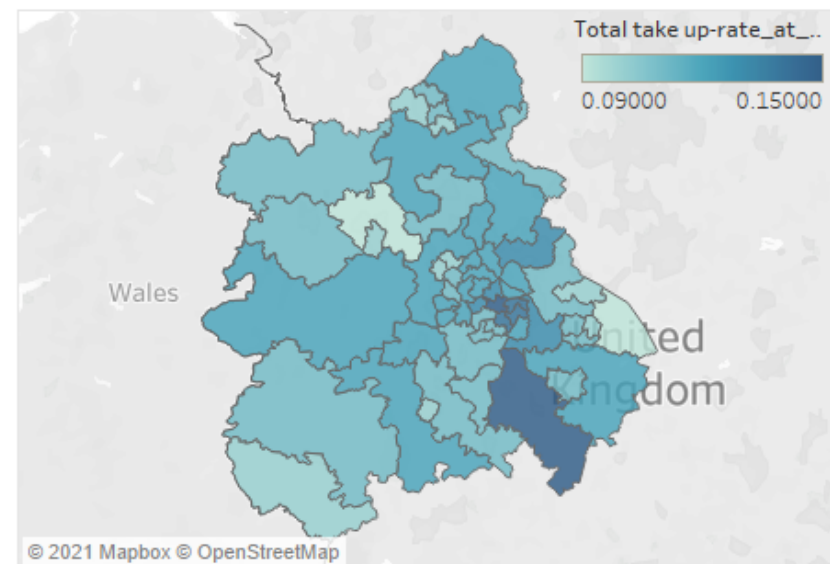 Total take up-rate_at_..
0.09000 0.15000
Wales
United
Kingdom
© 2021 Mapbox © OpenStreetMap